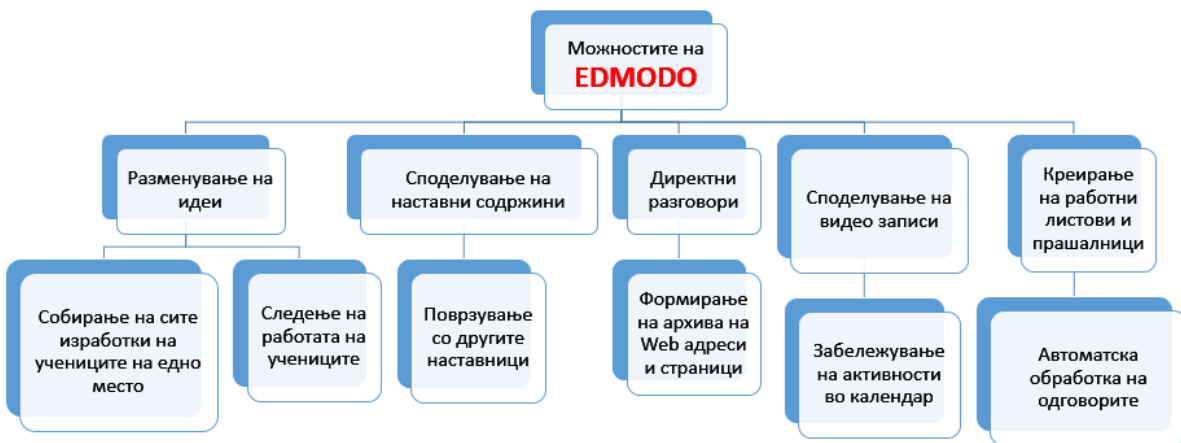 Можностите на
EDMODO
Разменување на
идеи
Споделување на
наставни содржини
Директни
разговори
Споделување на
видео записи
Креирање
на работни
листови и
прашалници
Собирање на сите
изработки на
учениците на едно
место
Следење на
работата на
учениците
Поврзување
со другите
наставници
Формирање
на архива на
Web адреси
и страници
Забележување
на активности
во календар
Автоматска
обработка на
одговорите